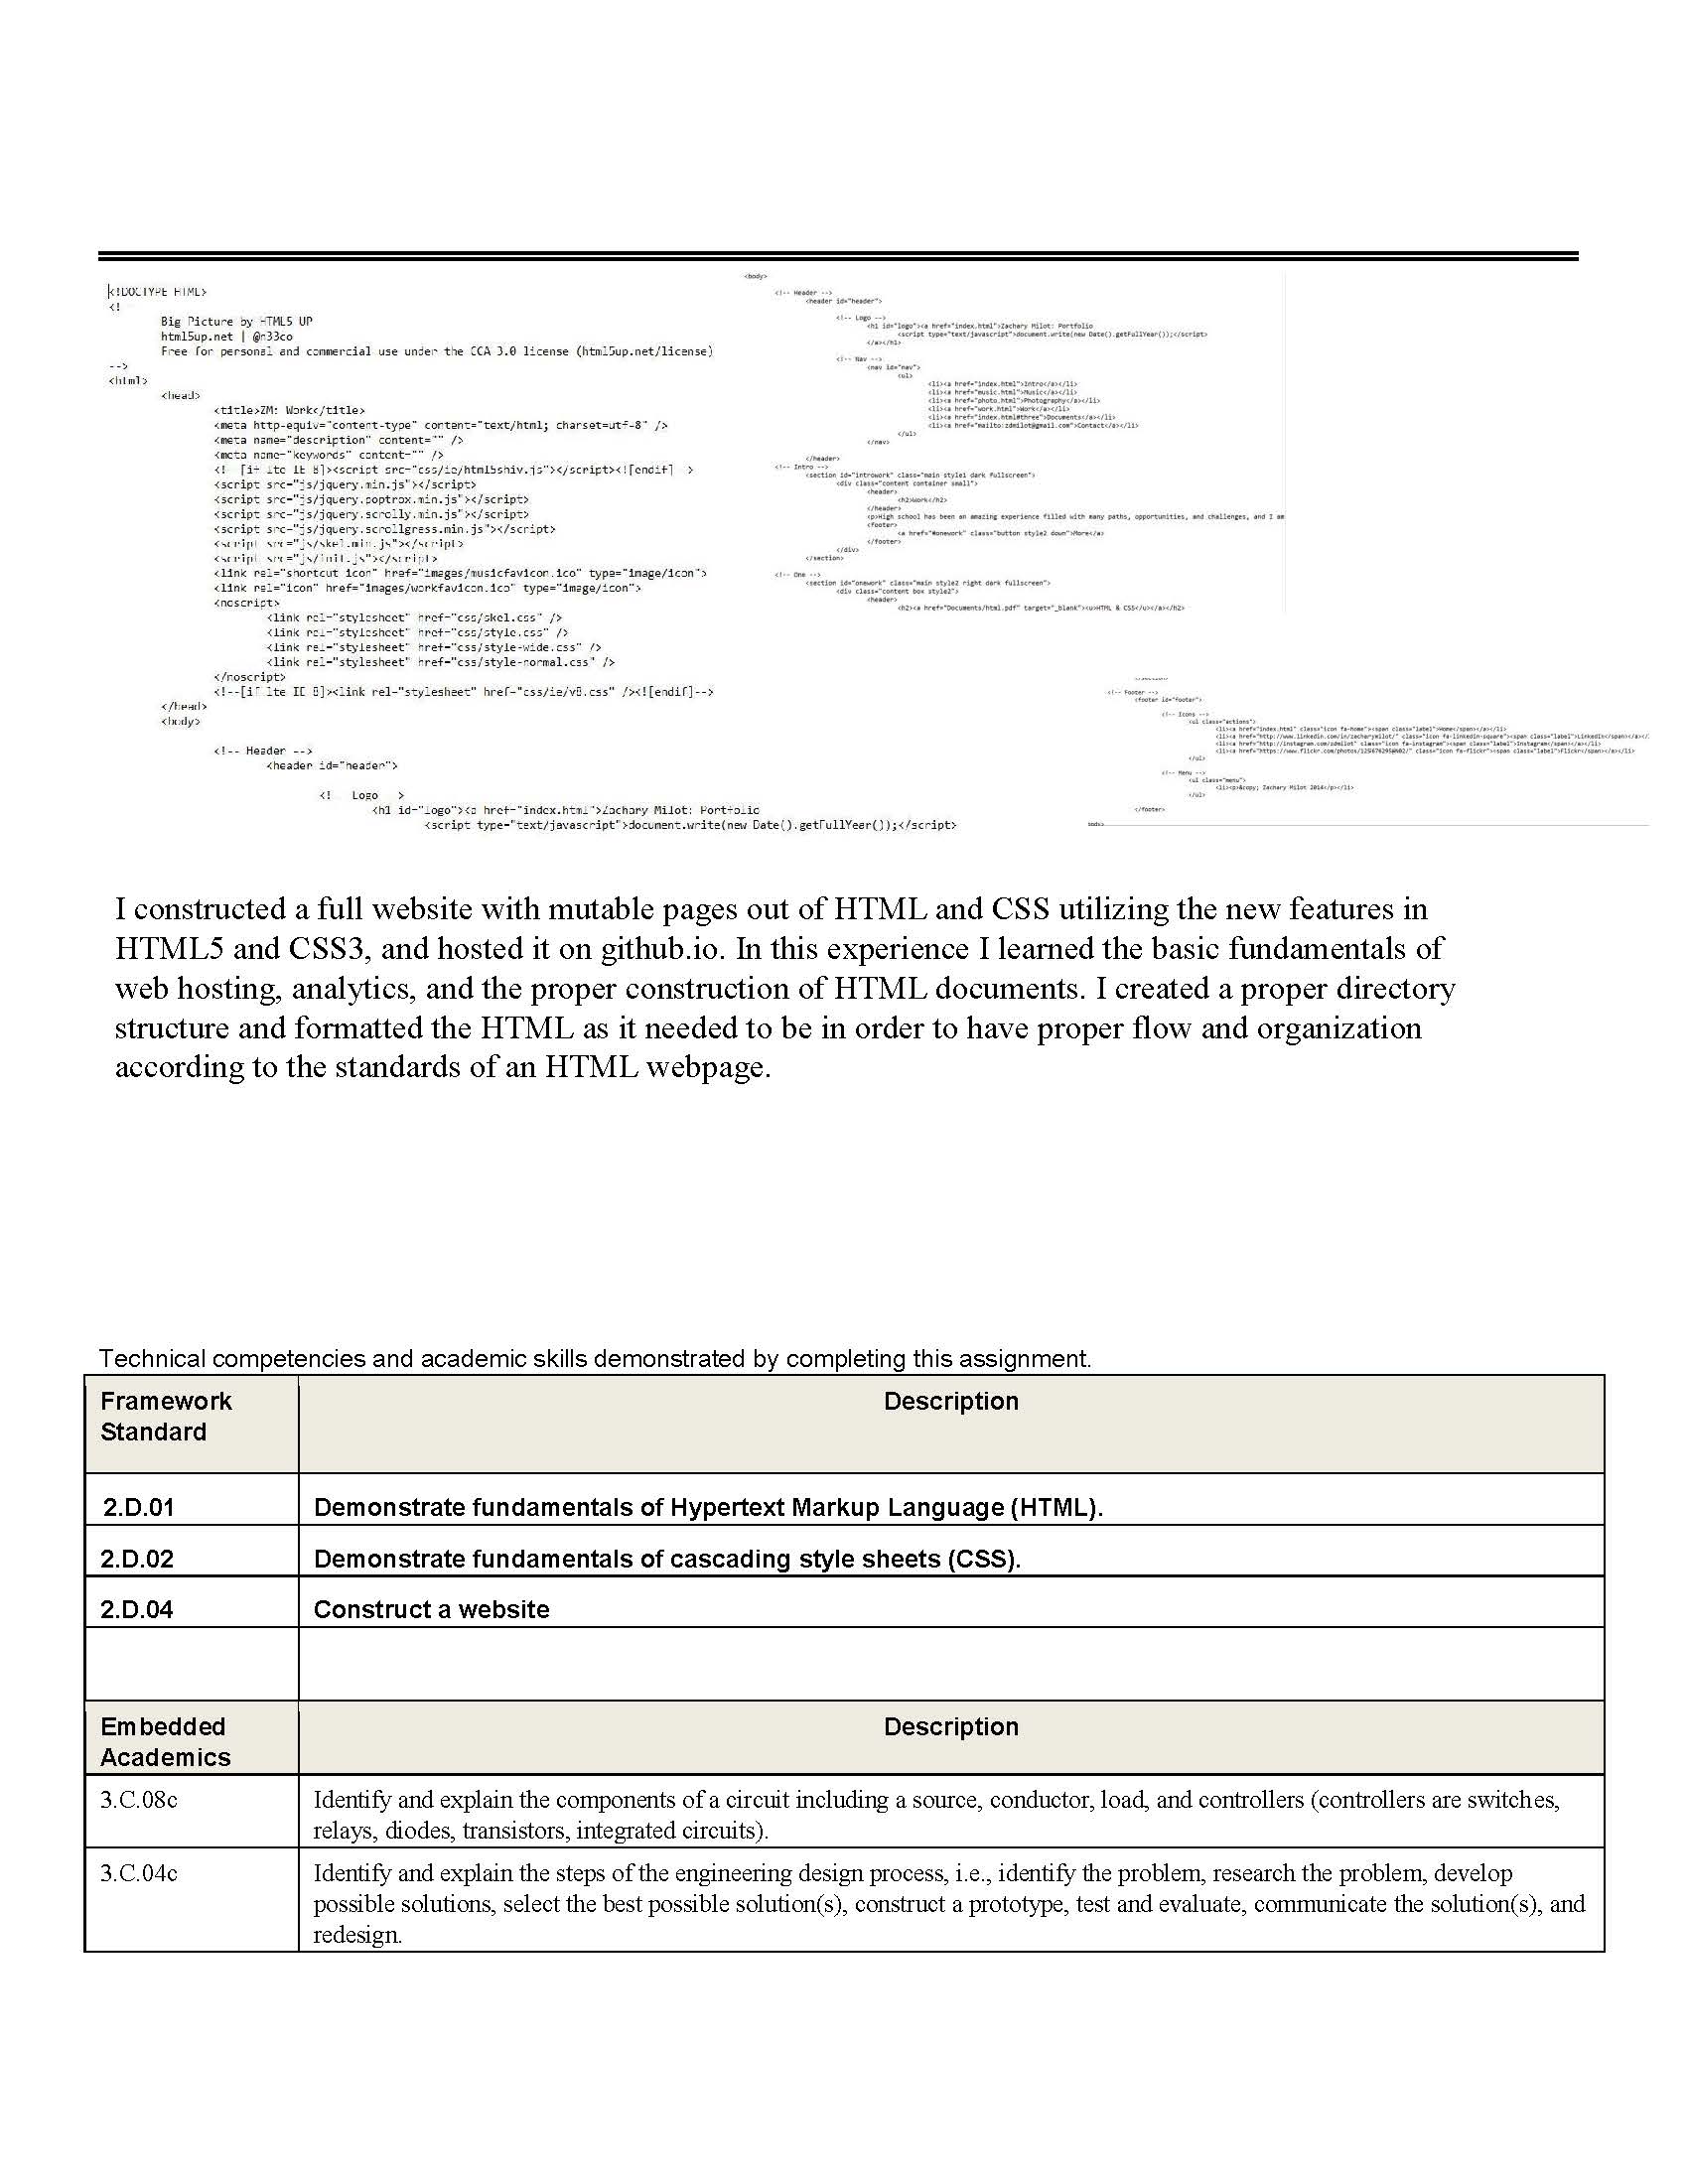 <!DOCTYPE HTML>
<!
Big Picture by HTML5 UP
html5up.net | @n33co
Free for personal and commercial use under the CCA 3.0 license (html5up.net/license)
-->
<html>
<head>
<title>ZM: Work</title>
<meta http-equiv="content-type" content="text/html; charset=utf-8" />
<meta name="description" content="" />
<meta name="keywords" content="" />
<!--[if lte IE 8]><script src="css/ie/html5shiv.js"></script><![endif]-->
<script src="js/jquery.min.js"></script>
<script src="js/jquery.poptrox.min.js"></script>
<script src="js/jquery.scrolly.min.js"></script>
<script src="js/jquery.scrollgress.min.js"></script>
<script src="js/skel.min.js"></script>
<script src="js/init.js"></script>
<link rel="shortcut icon" href="images/musicfavicon.ico" type="image/icon">
<link rel="icon" href="images/workfavicon.ico" type="image/icon">
<noscript>
<link rel="stylesheet" href="css/skel.css" />
<link rel="stylesheet" href="css/style.css" />
<link rel="stylesheet" href="css/style-wide.css" />
<link rel="stylesheet" href="css/style-normal.css" />
</noscript>
<!--[if lte IE 8]><link rel="stylesheet" href="css/ie/v8.css" /><![endif]-->
</head>
<body>
<!-- Header -->
<header id="header">
<! Logo >
<h1 id="logo"><a href="index.html">Zachary Milot: Portfolio
<script type="text/javascript">document.write(new Date().getFullYear());</script>
<body>
<!-- Header -->
<header id="header">
<!-- Logo -->
<h1 id="logo"><a href="index.html">Zachary Milot: Portfolio
<script type="text/javascript">document.write(new Date().getFullYear());</script>
</a></h1>
<!-- Nav -->
<nav id="nav">
<ul>
<li><a href="index.html">Intro</a></li>
<li><a href="music.html">Music</a></li>
<li><a href="photo.html">Photography</a></li>
<li><a href="work.html">Work</a></li>
<li><a href="index.html#three">Documents</a></li>
<li><a href="mailto:zdmilot@gmail.com">Contact</a></li>
</ul>
</nav>
</header>
<!-- Intro -->
<section id="introwork" class="main style1 dark fullscreen">
<div class="content container small">
<header>
<h2>Work</h2>
</header>
<p>High school has been an amazing experience filled with many paths, opportunities, and challenges, and I am
<footer>
<a href="#onework" class="button style2 down">More</a>
</footer>
</div>
</section>
<!-- One -->
<section id="onework" class="main style2 right dark fullscreen">
<div class="content box style2">
<header>
<h2><a href="Documents/html.pdf" target="_blank"><u>HTML & CSS</u></a></h2>
<!-- Footer -->
<footer id="footer">
<!-- Icons -->
<ul class="actions">
<li><a href="index.html" class="icon fa-home"><span class="label">Home</span></a></li>
<li><a href="http://www.linkedin.com/in/zacharymilot/" class="icon fa-linkedin-square"><span class="label">LinkedIn</span></a></
<li><a href="http://instagram.com/zdmilot" class="icon fa-instagram"><span class="label">Instagram</span></a></li>
class="icon fa-flickr"><span class="label">Flickr</span></a></li>
</ul>
<!-- Menu -->
<ul class="menu">
<li><p>&copy; Zachary Milot 2014</p></li>
</ul>
</footer>
I constructed a full website with mutable pages out of HTML and CSS utilizing the new features in
HTML5 and CSS3, and hosted it on github.io. In this experience I learned the basic fundamentals of
web hosting, analytics, and the proper construction of HTML documents. I created a proper directory
structure and formatted the HTML as it needed to be in order to have proper flow and organization
according to the standards of an HTML webpage.
Technical competencies and academic skills demonstrated by completing this assignment.
Framework Standard Description
2.D.01 Demonstrate fundamentals of Hypertext Markup Language (HTML).
2.D.02 Demonstrate fundamentals of cascading style sheets (CSS).
2.D.04 Construct a website
Embedded Academics Description
3.C.08c Identify and explain the components of a circuit including a source, conductor, load, and controllers (controllers are switches,
relays, diodes, transistors, integrated circuits).
3.C.04c Identify and explain the steps of the engineering design process, i.e., identify the problem, research the problem, develop
possible solutions, select the best possible solution(s), construct a prototype, test and evaluate, communicate the solution(s), and
redesign.